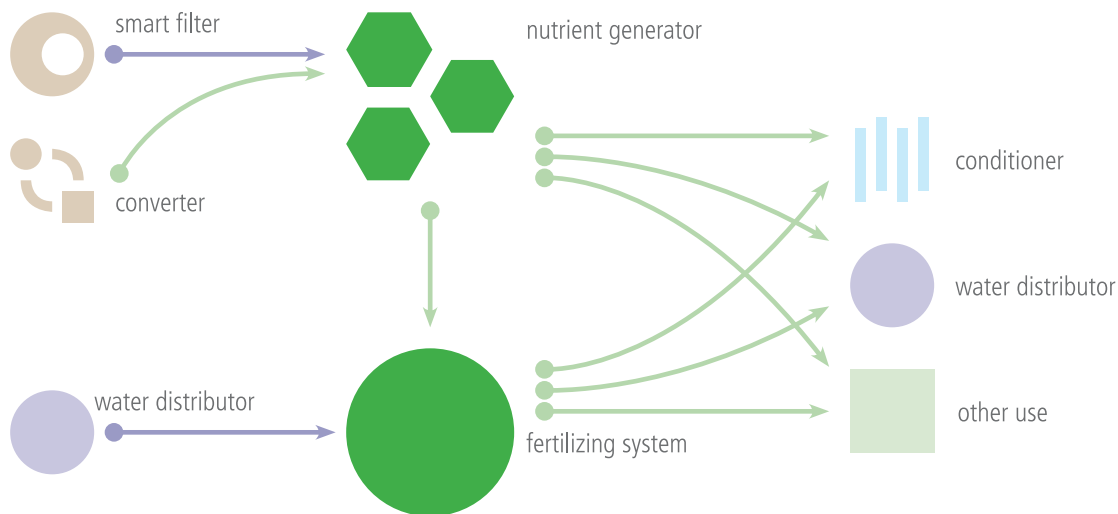 smart filter
nutrient generator
conditioner
converter
water distributor
water distributor
other use
fertilizing system